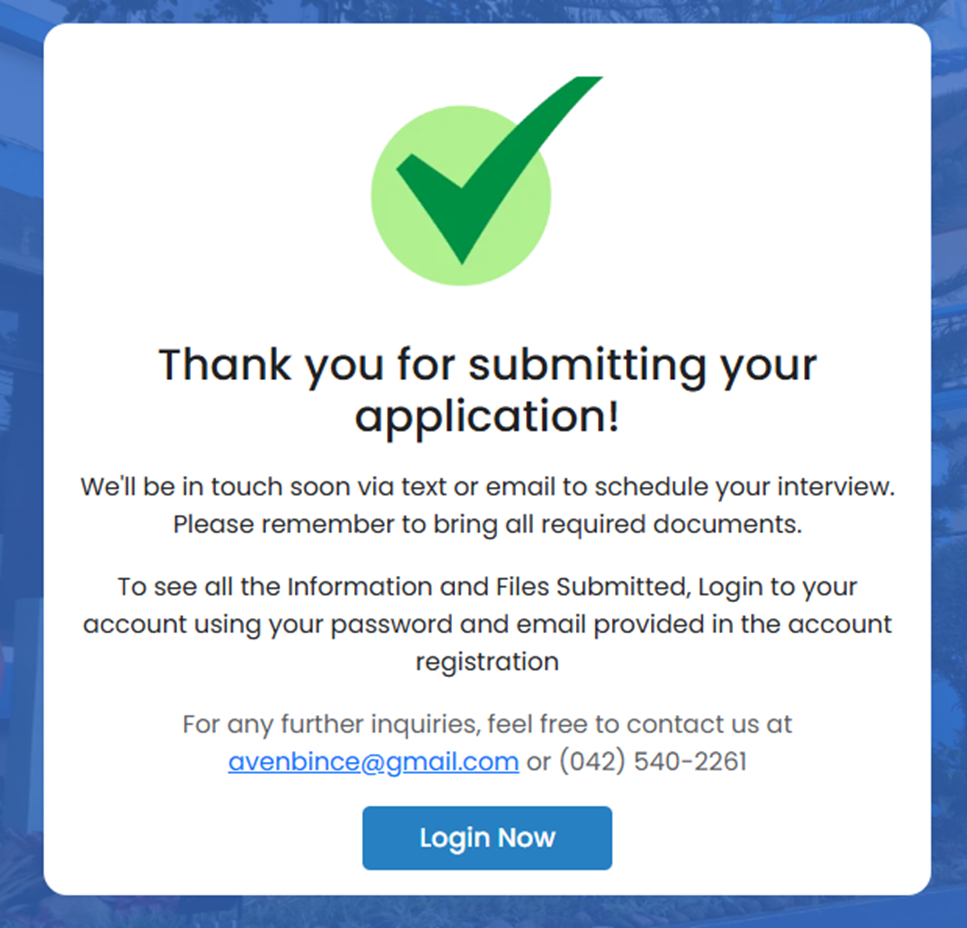 Thank you for submitting your
application!
We'll be in touch soon via text or email to schedule your interview.
Please remember to bring all required documents.
To see all the Information and Files Submitted, Login to your
account using your password and email provided in the account
registration
For any further inquiries, feel free to contact us at
avenbince@gmail.com or (042) 540-2261
Login Now